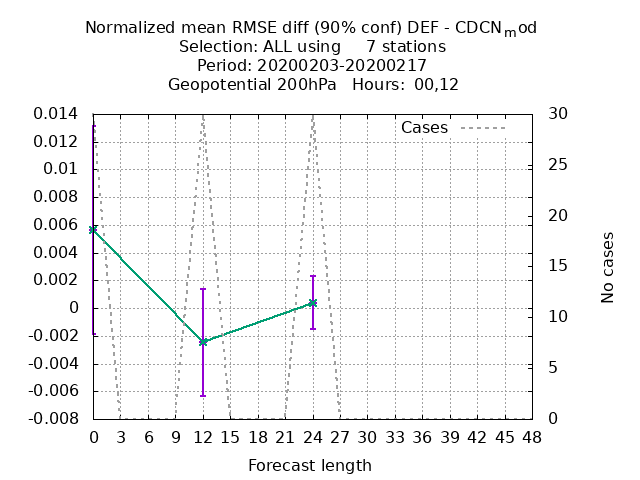 Normalized mean RMSE diff (90% conf) DEF - CDCNmod
Selection: ALL using 7 stations
Period: 20200203-20200217
Geopotential 200hPa Hours: 00,12
Cases
0.014
0.012
0.01
0.008
0.006
0.004
0.002
0
-0.002
-0.004
-0.006
-0.008
30
25
20
15
10
5
0
No cases
0 3 6 9 12 15 18 21 24 27 30 33 36 39 42 45 48
Forecast length